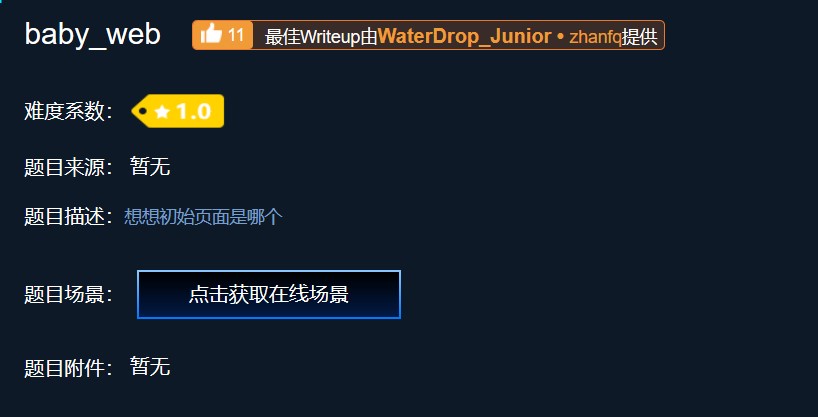 baby_web 11 最佳Writeup由WaterDrop_Junior • zhanfq提供
难度系数： 1.0
题目来源： 暂无
题目描述：想想初始页面是哪个
题目场景： 点击获取在线场景
题目附件： 暂无